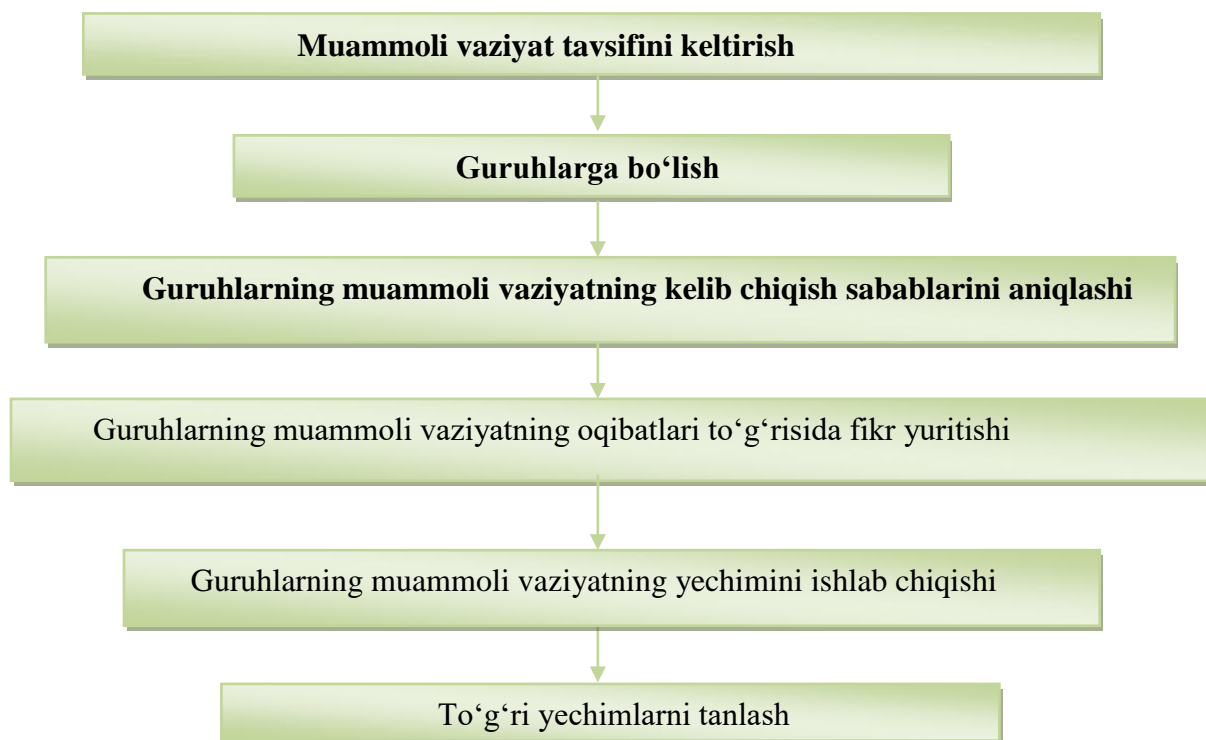 Muammoli vaziyat tavsifini keltirish
Guruhlarga bo‘lish
Guruhlarning muammoli vaziyatning kelib chiqish sabablarini aniqlashi
Guruhlarning muammoli vaziyatning oqibatlari to‘g‘risida fikr yuritishi
Guruhlarning muammoli vaziyatning yechimini ishlab chiqishi
To‘g‘ri yechimlarni tanlash